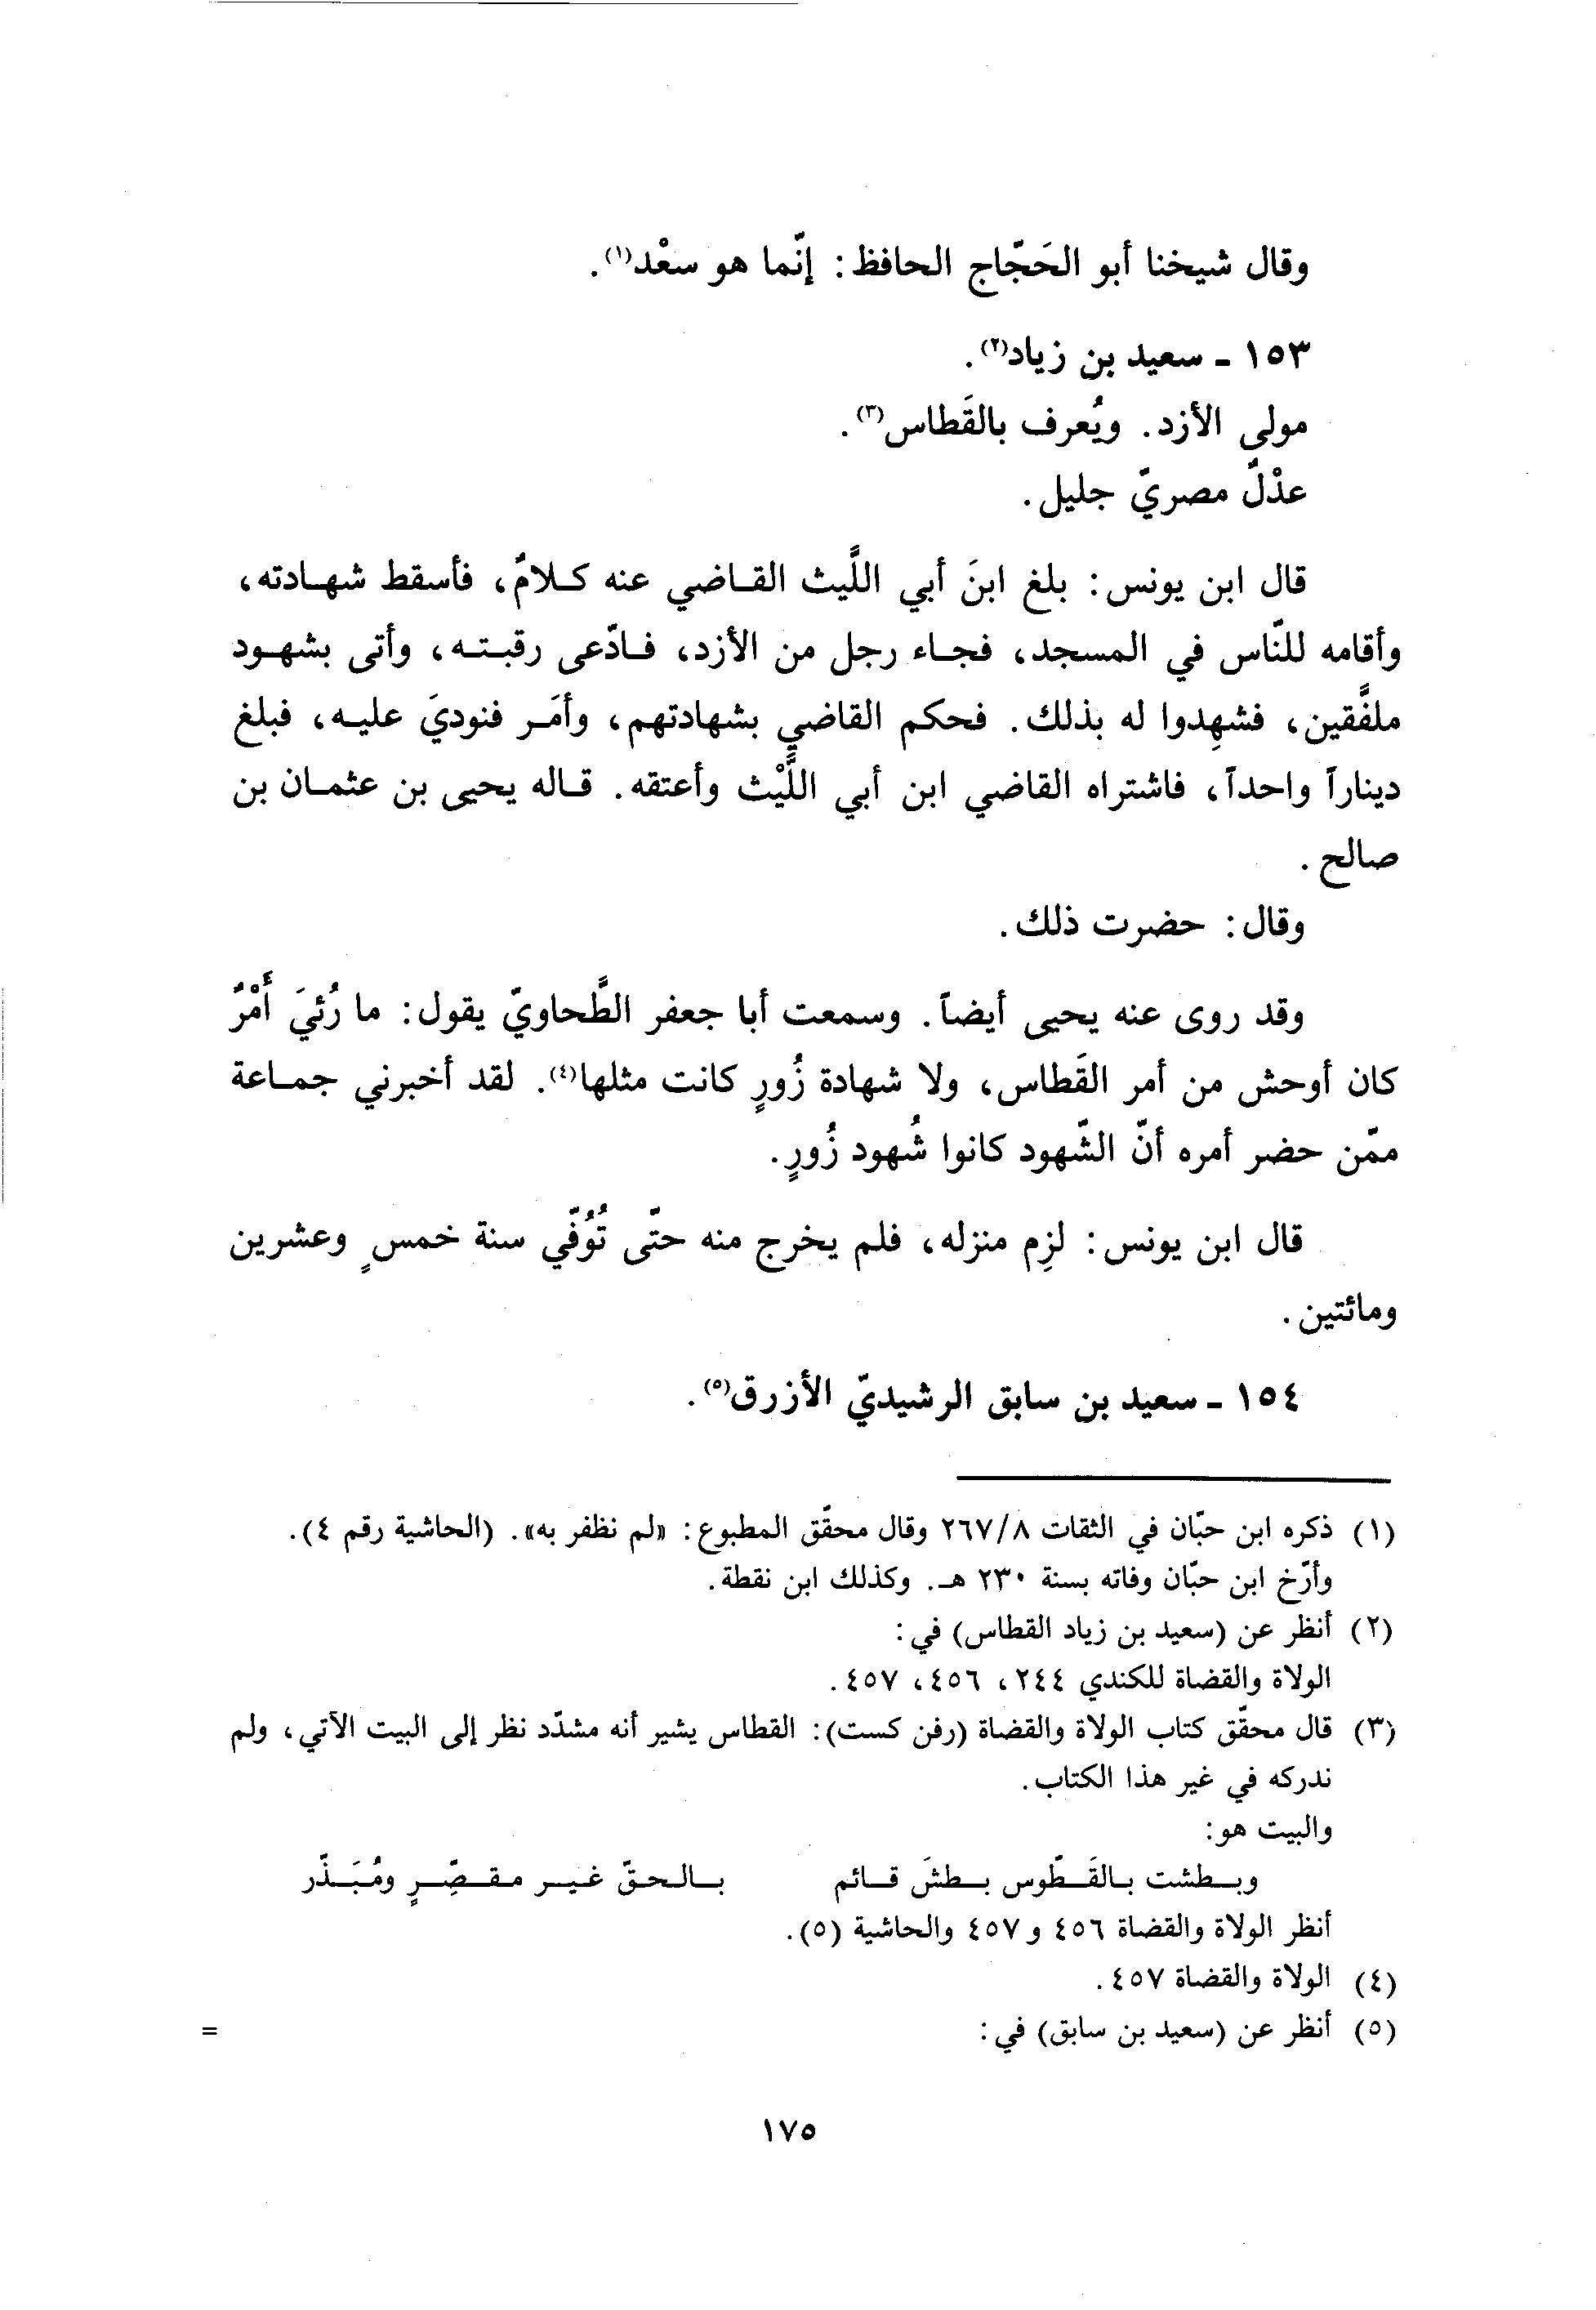 وقال شيخنا أبو الحَجّاج الحافظ: إنّما هو سعْد(١).
١٥٣ - سعيد بن زياد(٢).
مولى الأزد. ويُعرف بالقَطاس(٣).
عدْلٌ مصريّ جليل.
قال ابن يونس: بلغ ابنَ أبي اللَّيث القاضي عنه كلامٌ، فأسقط شهادته،
وأقامه للنّاس في المسجد، فجاء رجل من الأزد، فادّعى رقبته، وأتى بشهود
ملفَّقين، فشهِدوا له بذلك. فحكم القاضي بشهادتهم، وأمَر فنوديَ عليه، فبلغ
ديناراً واحداً، فاشتراه القاضي ابن أبي اللَّيْث وأعتقه. قاله يحيى بن عثمان بن
صالح.
وقال: حضرت ذلك.
وقد روى عنه يحيى أيضاً. وسمعت أبا جعفر الطَّحاويّ يقول: ما رُئيَ أَمْرٌ
كان أوحش من أمر القَطاس، ولا شهادة زُورٍ كانت مثلها(٤). لقد أخبرني جماعة
ممّن حضر أمره أنّ الشّهود كانوا شُهود زُورٍ.
قال ابن يونس: لزِم منزله، فلم يخرج منه حتّى تُوُفّي سنة خمسٍ وعشرين
ومائتين.
١٥٤ - سعيد بن سابق الرشيديّ الأزرق(٥).
(١) ذكره ابن حبّان في الثقات ٢٦٧/٨ وقال محقّق المطبوع: «لم نظفر به». (الحاشية رقم ٤).
وأرّخ ابن حبّان وفاته بسنة ٢٣٠ هـ. وكذلك ابن نقطة.
(٢) أنظر عن (سعيد بن زياد القطاس) في:
الولاة والقضاة للكندي ٢٤٤، ٤٥٦، ٤٥٧.
(٣) قال محقّق كتاب الولاة والقضاة (رفن كست): القطاس يشير أنه مشدّد نظر إلى البيت الآتي، ولم
ندركه في غير هذا الكتاب.
والبيت هو:
وبطشت بالقَطّوس بطشَ قائم بالحقّ غير مقصِّرٍ ومُبَذّر
أنظر الولاة والقضاة ٤٥٦ و٤٥٧ والحاشية (٥).
(٤) الولاة والقضاة ٤٥٧.
(٥) أنظر عن (سعيد بن سابق) في: =
١٧٥